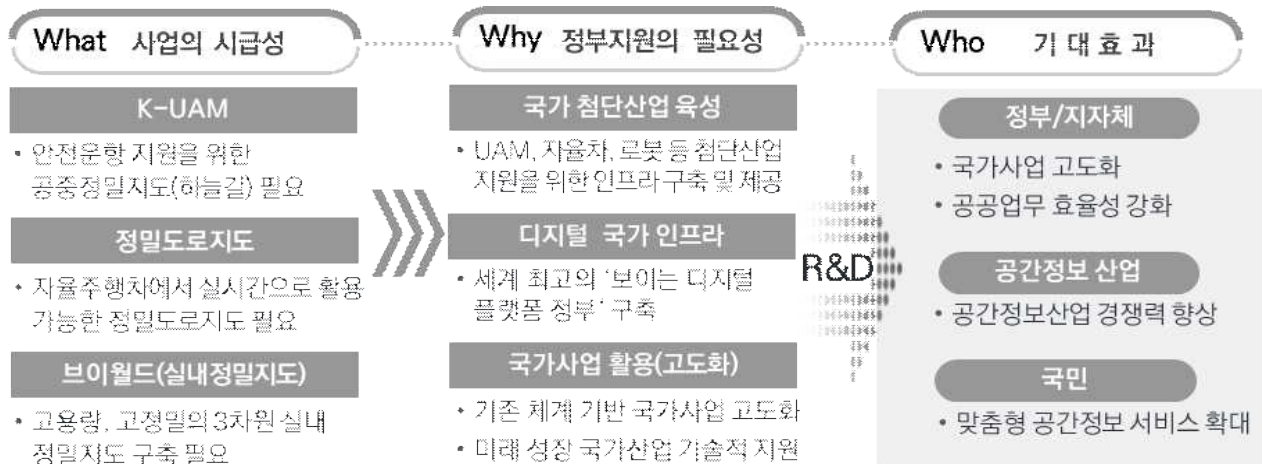 What 사업의 시급성
K-UAM
• 안전운항 지원을 위한
공중정밀지도(하늘길) 필요
정밀도로지도
• 자율주행차에서 실시간으로 활용
가능한 정밀도로지도 필요
브이월드(실내정밀지도)
• 고용량, 고정밀의 3차원 실내
정밀지도 구축 필요
Why 정부지원의 필요성
국가 첨단산업 육성
• UAM, 자율차, 로봇 등 첨단산업
지원을 위한 인프라 구축 및 제공
디지털 국가 인프라
• 세계 최고의 '보이는 디지털
플랫폼 정부' 구축
국가사업 활용(고도화)
• 기존 체계 기반 국가사업 고도화
• 미래 성장 국가산업 기술적 지원
R&D
Who 기대효과
정부/지자체
• 국가사업 고도화
• 공공업무 효율성 강화
공간정보 산업
• 공간정보산업 경쟁력 향상
국민
• 맞춤형 공간정보 서비스 확대